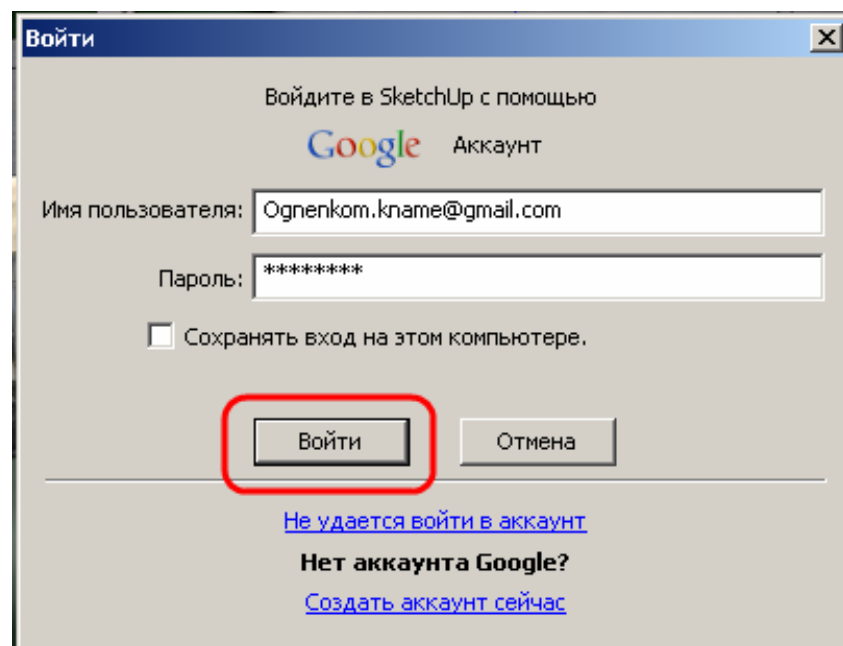 Войти
Войдите в SketchUp с помощью
Google Аккаунт
Имя пользователя: Ognenkom.kname@gmail.com
Пароль: ********
Сохранять вход на этом компьютере.
Войти Отмена
Не удается войти в аккаунт
Нет аккаунта Google?
Создать аккаунт сейчас